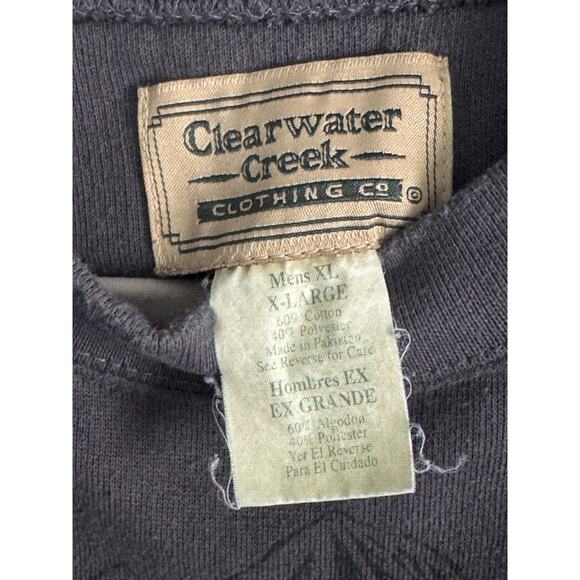 Clearwater
Creek
CLOTHING Co ©
Mens XL
X-LARGE
60% Cotton
40% Polyester
Made in Pakistan
See Reverse for Care
Hombres EX
EX GRANDE
60% Algodon
40% Poliester
Ver El Reverse
Para El Cuidado